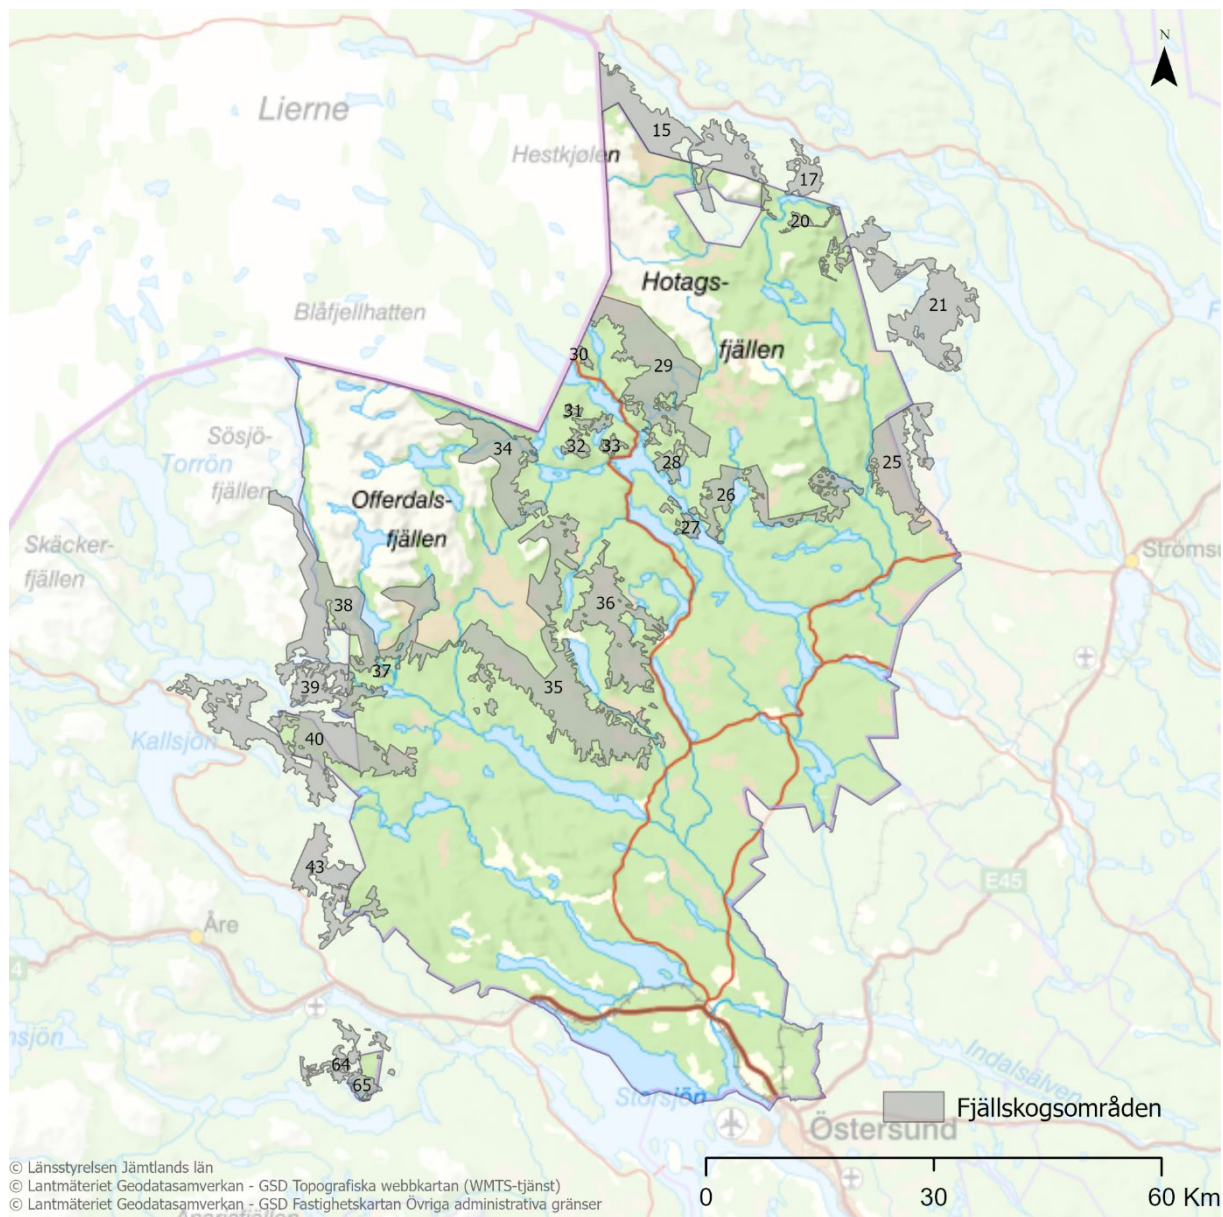 N
Lierne
15
Hestkjølen
17
20
Hotags-
21
Blåfjellhatten
fjällen
30
29
31
Sösjö-
32
33
34
Torrön
28
25
fjällen
Offerdals-
26
27
fjällen
Skäcker-
Strömsu
fjällen
38
36
37
39
35
40
Kallsjön
43
E45
Åre
4
nsjön
64
65
Indalsälven
Storsjön
Fjällskogsområden
Östersund
© Länsstyrelsen Jämtlands län
© Lantmäteriet Geodatasamverkan - GSD Topografiska webbkartan (WMTS-tjänst)
© Lantmäteriet Geodatasamverkan - GSD Fastighetskartan Övriga administrativa gränser
0 30 60 Km